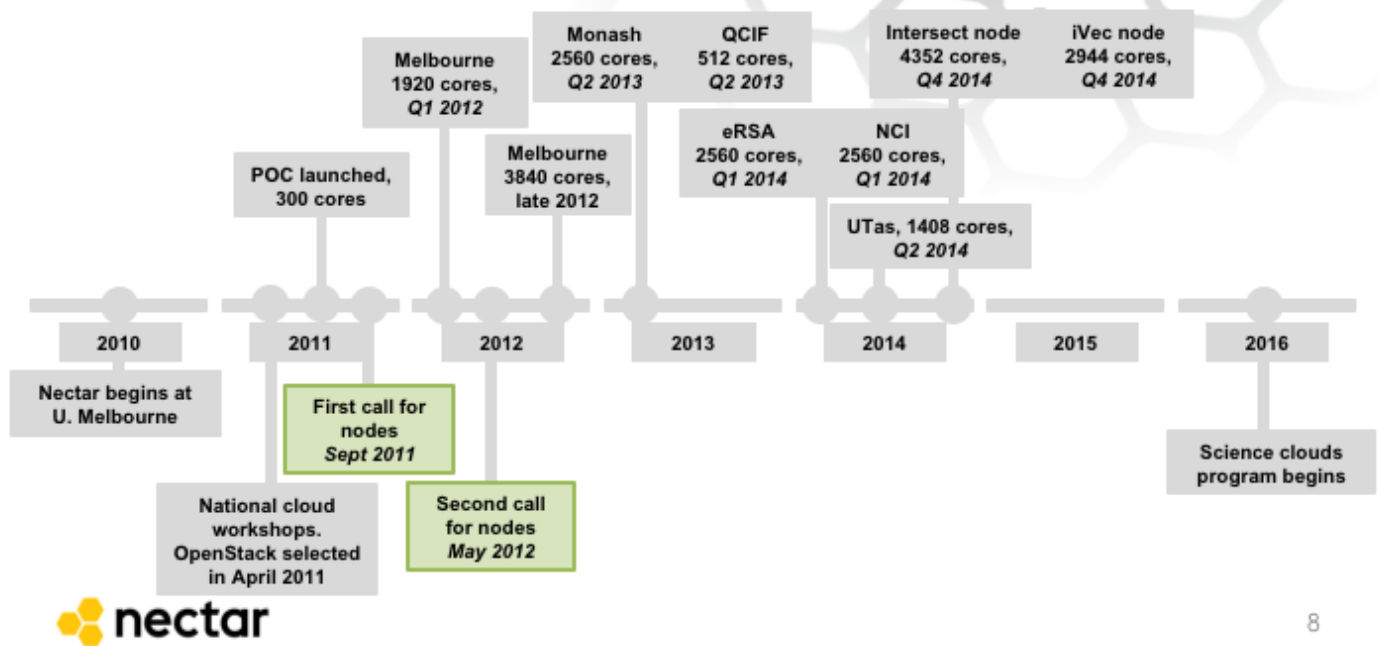 Monash
2560 cores,
Q2 2013
QCIF
512 cores,
Q2 2013
Intersect node
4352 cores,
Q4 2014
iVec node
2944 cores,
Q4 2014
Melbourne
1920 cores,
Q1 2012
eRSA
2560 cores,
Q1 2014
NCI
2560 cores,
Q1 2014
POC launched,
300 cores
Melbourne
3840 cores,
late 2012
UTas, 1408 cores,
Q2 2014
2010
2011
2012
2013
2014
2015
2016
Nectar begins at
U. Melbourne
First call for
nodes
Sept 2011
Science clouds
program begins
National cloud
workshops.
OpenStack selected
in April 2011
Second call
for nodes
May 2012
nectar
8